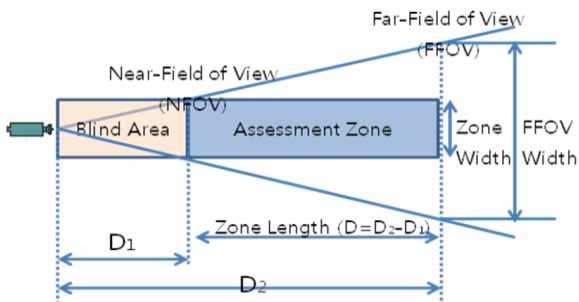 Far-Field of View
(FFOV)
Near-Field of View
(NFOV)
Blind Area
Assessment Zone
Zone
Width
FFOV
Width
Zone Length (D=D₂-D₁)
D₁
D₂